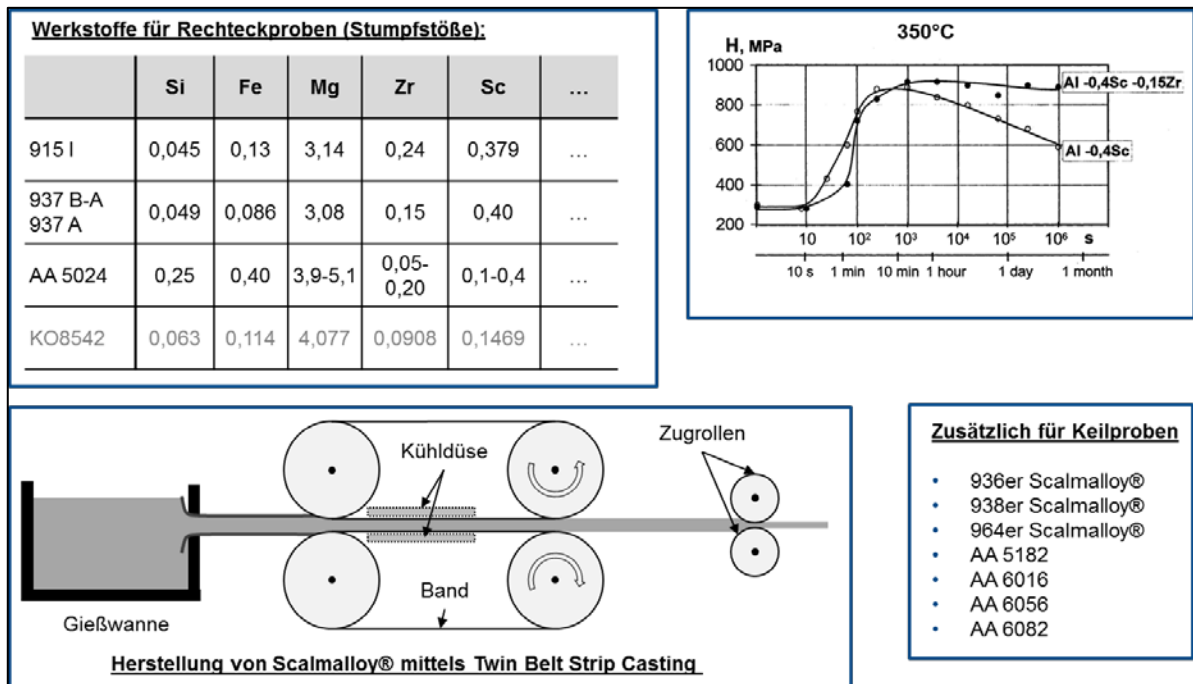 Werkstoffe für Rechteckproben (Stumpfstöße):
Si Fe Mg Zr Sc …
915 I 0,045 0,13 3,14 0,24 0,379 …
937 B-A
937 A 0,049 0,086 3,08 0,15 0,40 …
AA 5024 0,25 0,40 3,9-5,1 0,05-
0,20 0,1-0,4 …
KO8542 0,063 0,114 4,077 0,0908 0,1469 …
350°C
H, MPa
1000
800
600
400
200
Al -0,4Sc -0,15Zr
Al -0,4Sc
10 10² 10³ 10⁴ 10⁵ 10⁶ s
10 s 1 min 10 min 1 hour 1 day 1 month
Kühldüse
Zugrollen
Band
Gießwanne
Herstellung von Scalmalloy® mittels Twin Belt Strip Casting
Zusätzlich für Keilproben
• 936er Scalmalloy®
• 938er Scalmalloy®
• 964er Scalmalloy®
• AA 5182
• AA 6016
• AA 6056
• AA 6082